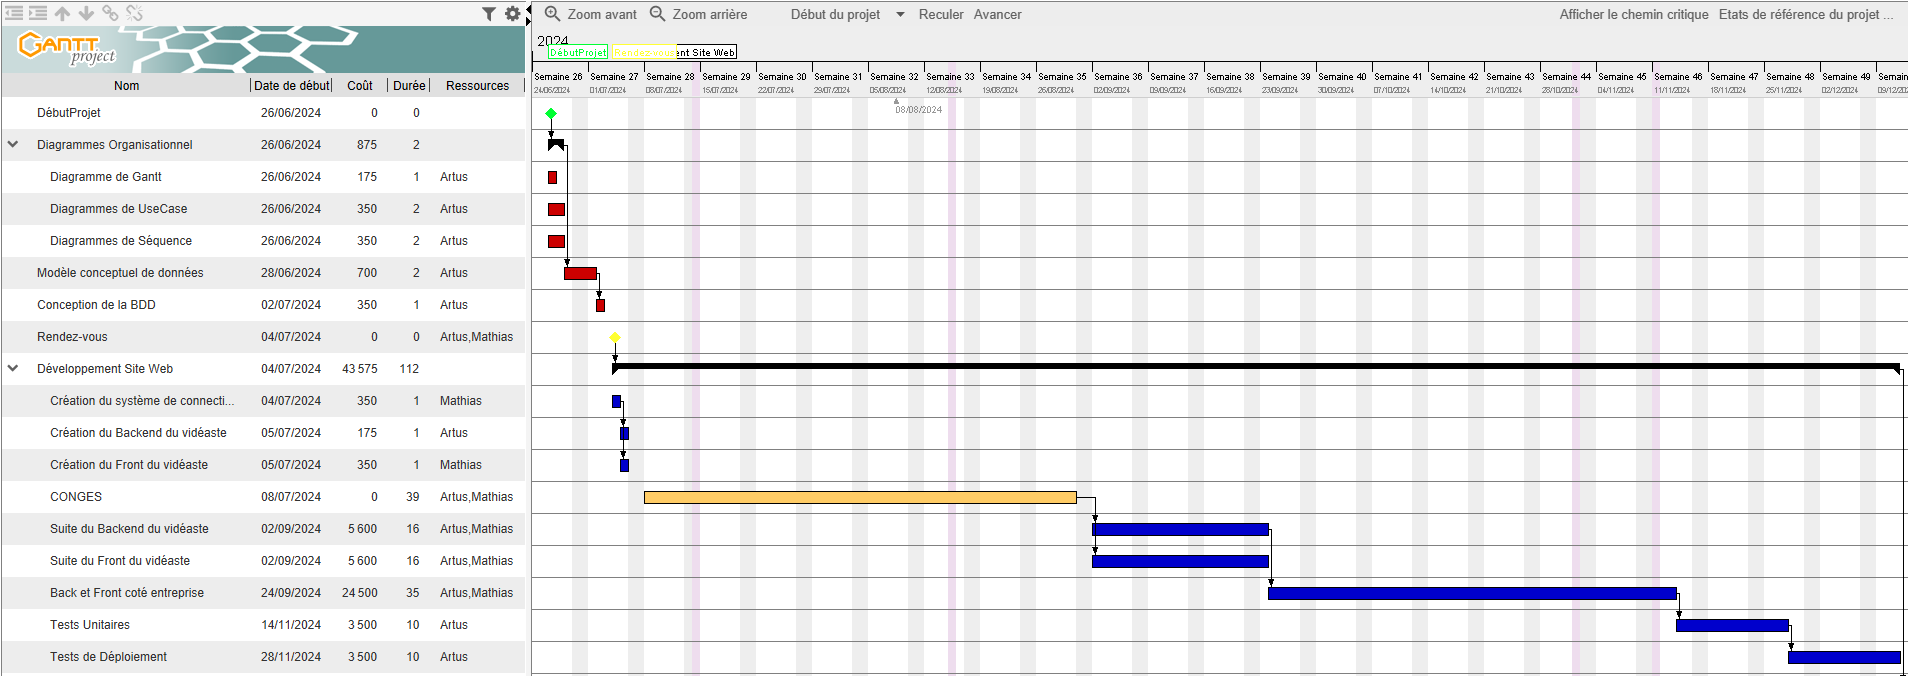 Zoom avant Zoom arrière Début du projet Reculer Avancer Afficher le chemin critique Etats de référence du projet ...
GANTT project
2024
DébutProjet Rendez-vous ent Site Web
Semaine 26 Semaine 27 Semaine 28 Semaine 29 Semaine 30 Semaine 31 Semaine 32 Semaine 33 Semaine 34 Semaine 35 Semaine 36 Semaine 37 Semaine 38 Semaine 39 Semaine 40 Semaine 41 Semaine 42 Semaine 43 Semaine 44 Semaine 45 Semaine 46 Semaine 47 Semaine 48 Semaine 49 Semain
24/06/2024 01/07/2024 08/07/2024 15/07/2024 22/07/2024 29/07/2024 05/08/2024 12/08/2024 19/08/2024 26/08/2024 02/09/2024 09/09/2024 16/09/2024 23/09/2024 30/09/2024 07/10/2024 14/10/2024 21/10/2024 28/10/2024 04/11/2024 11/11/2024 18/11/2024 25/11/2024 02/12/2024 09/12/202
08/08/2024
Nom Date de début Coût Durée Ressources
DébutProjet 26/06/2024 0 0
Diagrammes Organisationnel 26/06/2024 875 2
Diagramme de Gantt 26/06/2024 175 1 Artus
Diagrammes de UseCase 26/06/2024 350 2 Artus
Diagrammes de Séquence 26/06/2024 350 2 Artus
Modèle conceptuel de données 28/06/2024 700 2 Artus
Conception de la BDD 02/07/2024 350 1 Artus
Rendez-vous 04/07/2024 0 0 Artus,Mathias
Développement Site Web 04/07/2024 43 575 112
Création du système de connecti... 04/07/2024 350 1 Mathias
Création du Backend du vidéaste 05/07/2024 175 1 Artus
Création du Front du vidéaste 05/07/2024 350 1 Mathias
CONGES 08/07/2024 0 39 Artus,Mathias
Suite du Backend du vidéaste 02/09/2024 5 600 16 Artus,Mathias
Suite du Front du vidéaste 02/09/2024 5 600 16 Artus,Mathias
Back et Front coté entreprise 24/09/2024 24 500 35 Artus,Mathias
Tests Unitaires 14/11/2024 3 500 10 Artus
Tests de Déploiement 28/11/2024 3 500 10 Artus